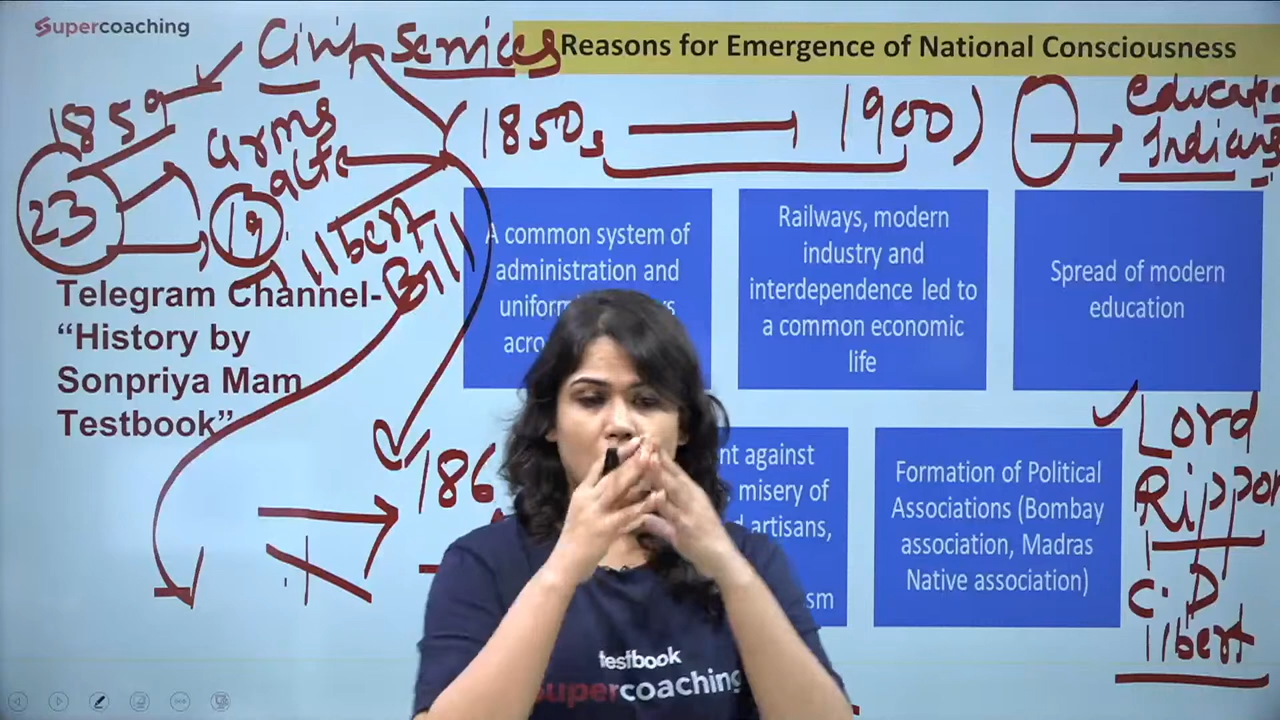 Supercoaching
Reasons for Emergence of National Consciousness
Civil Services
1859
23
arms
acts
19
Ilbert
Bill
1850s 1900)
Educated
Indians
A common system of
administration and
Railways, modern
industry and
interdependence led to
a common economic
life
Spread of modern
education
Telegram Channel-
“History by
Sonpriya Mam
Testbook”
186
nt against
misery of
artisans,
sm
Formation of Political
Associations (Bombay
association, Madras
Native association)
Lord
Rippon
C.P
Ilbert
testbook
Supercoaching